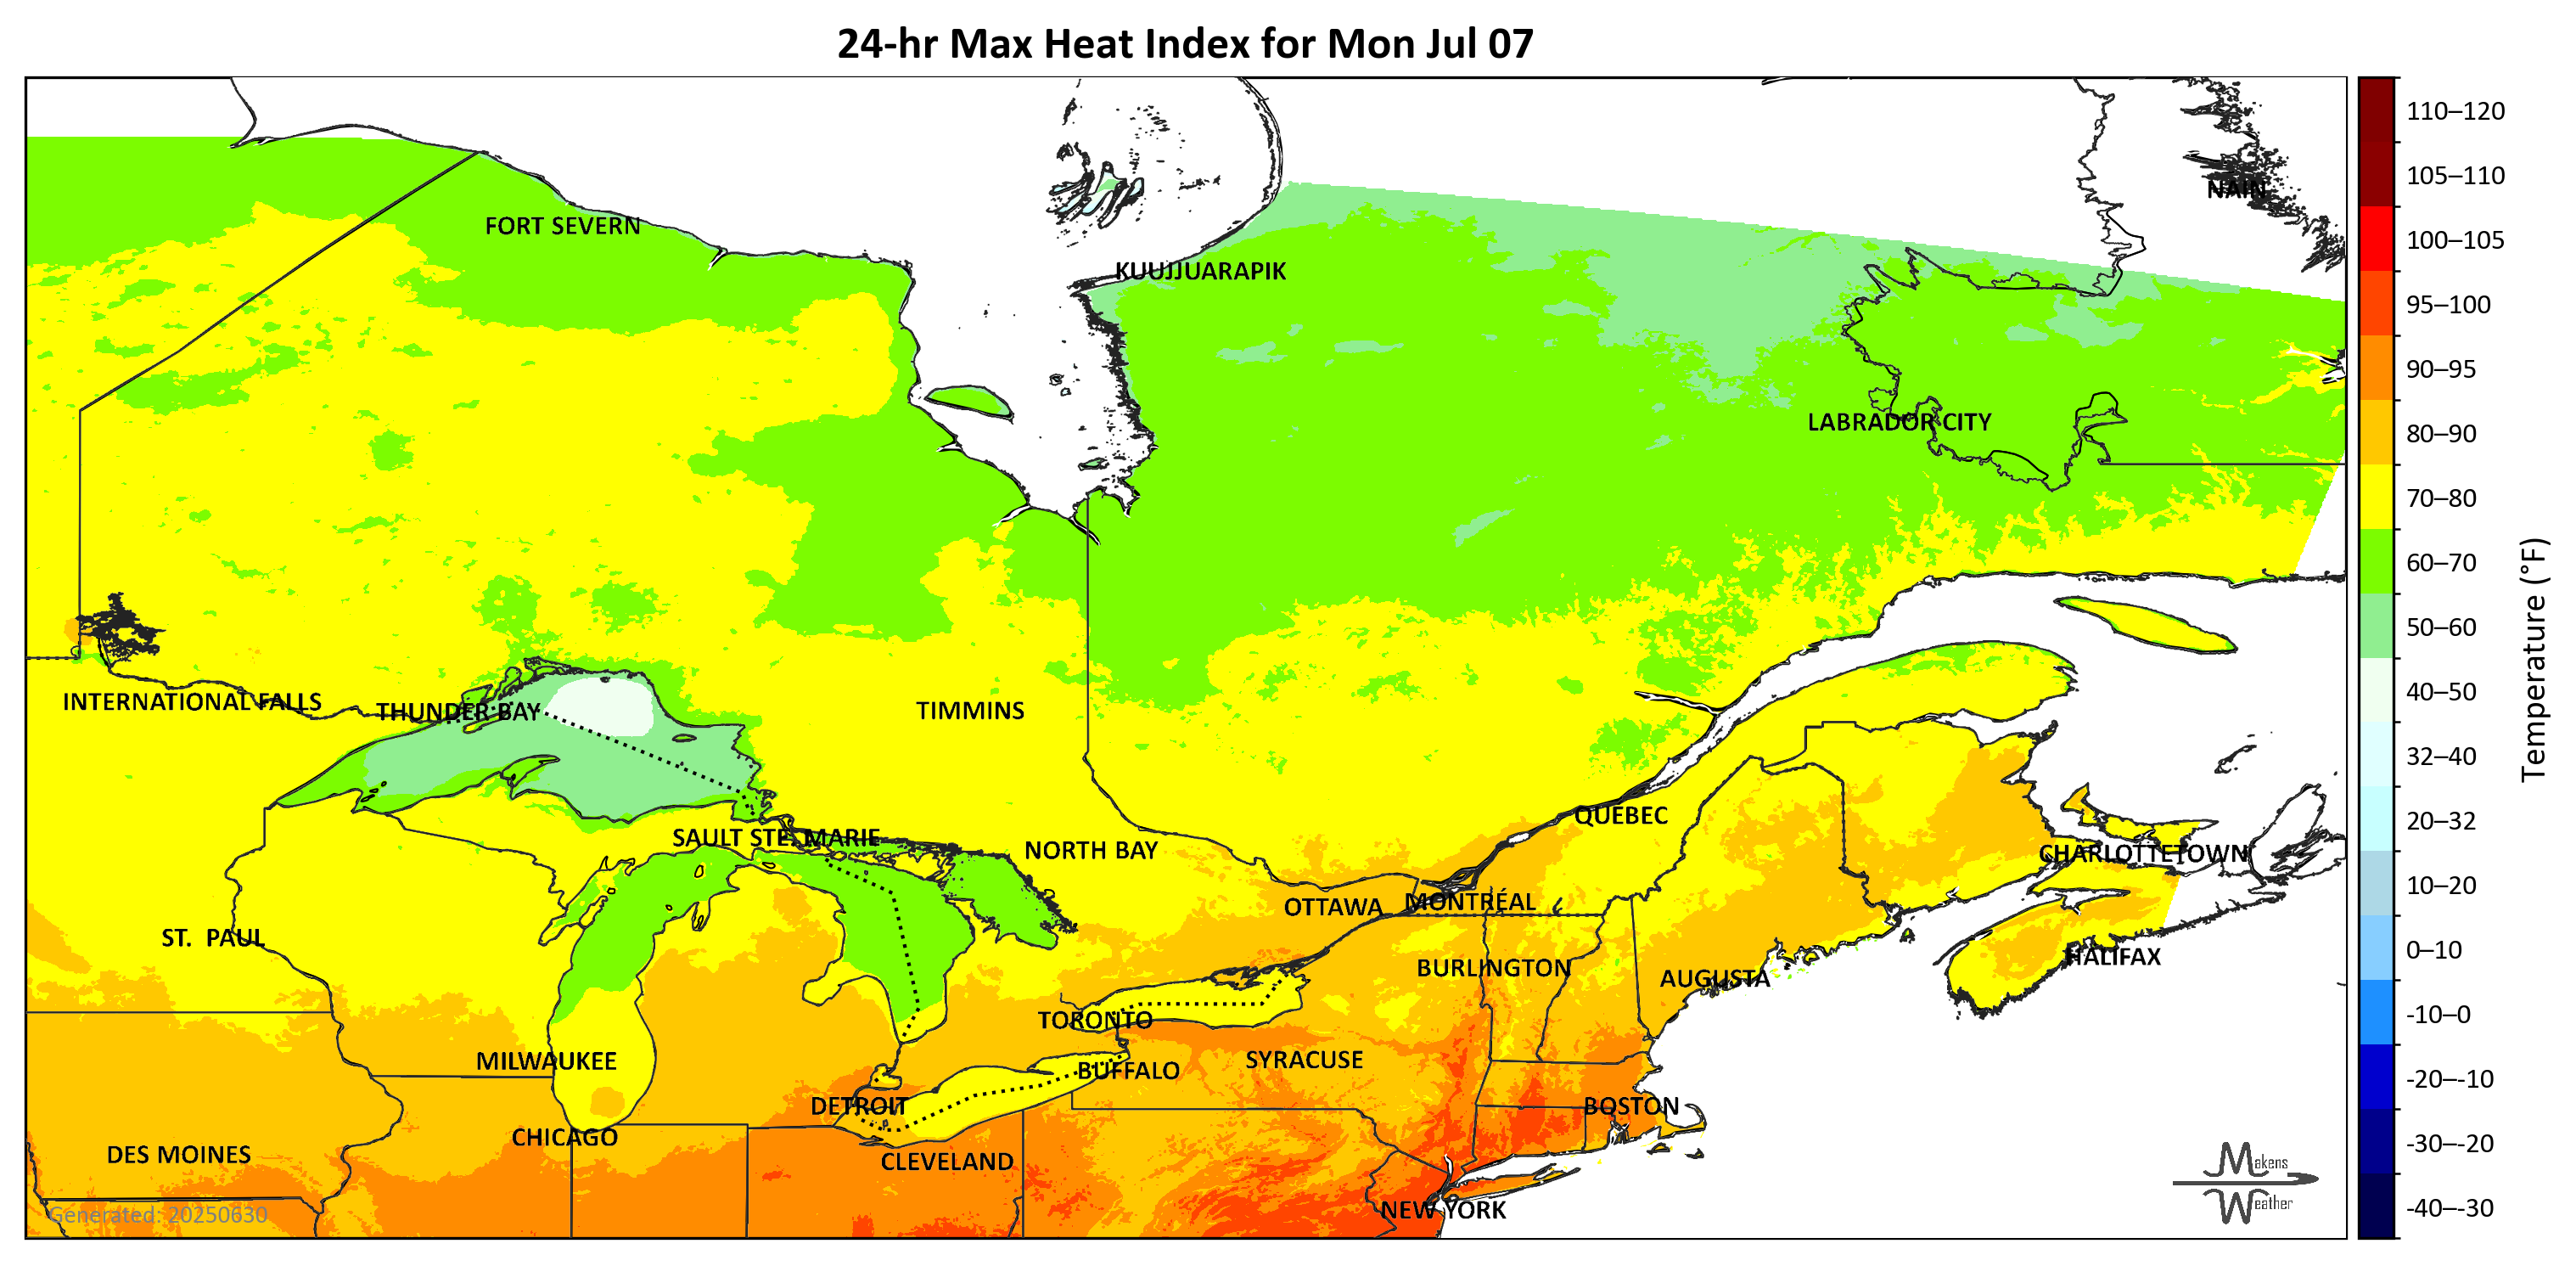 24-hr Max Heat Index for Mon Jul 07
110–120
105–110
100–105
95–100
90–95
80–90
70–80
60–70
50–60
40–50
32–40
20–32
10–20
0–10
-10–0
-20–-10
-30–-20
-40–-30
Temperature (°F)
NAIN
FORT SEVERN
KUUJJUARAPIK
LABRADOR CITY
INTERNATIONAL FALLS
THUNDER BAY
TIMMINS
QUÉBEC
SAULT STE. MARIE
NORTH BAY
CHARLOTTETOWN
OTTAWA
MONTRÉAL
ST. PAUL
HALIFAX
BURLINGTON
AUGUSTA
TORONTO
MILWAUKEE
BUFFALO
SYRACUSE
DETROIT
BOSTON
CHICAGO
DES MOINES
CLEVELAND
NEW YORK
Generated: 20250630
Makens
Weather